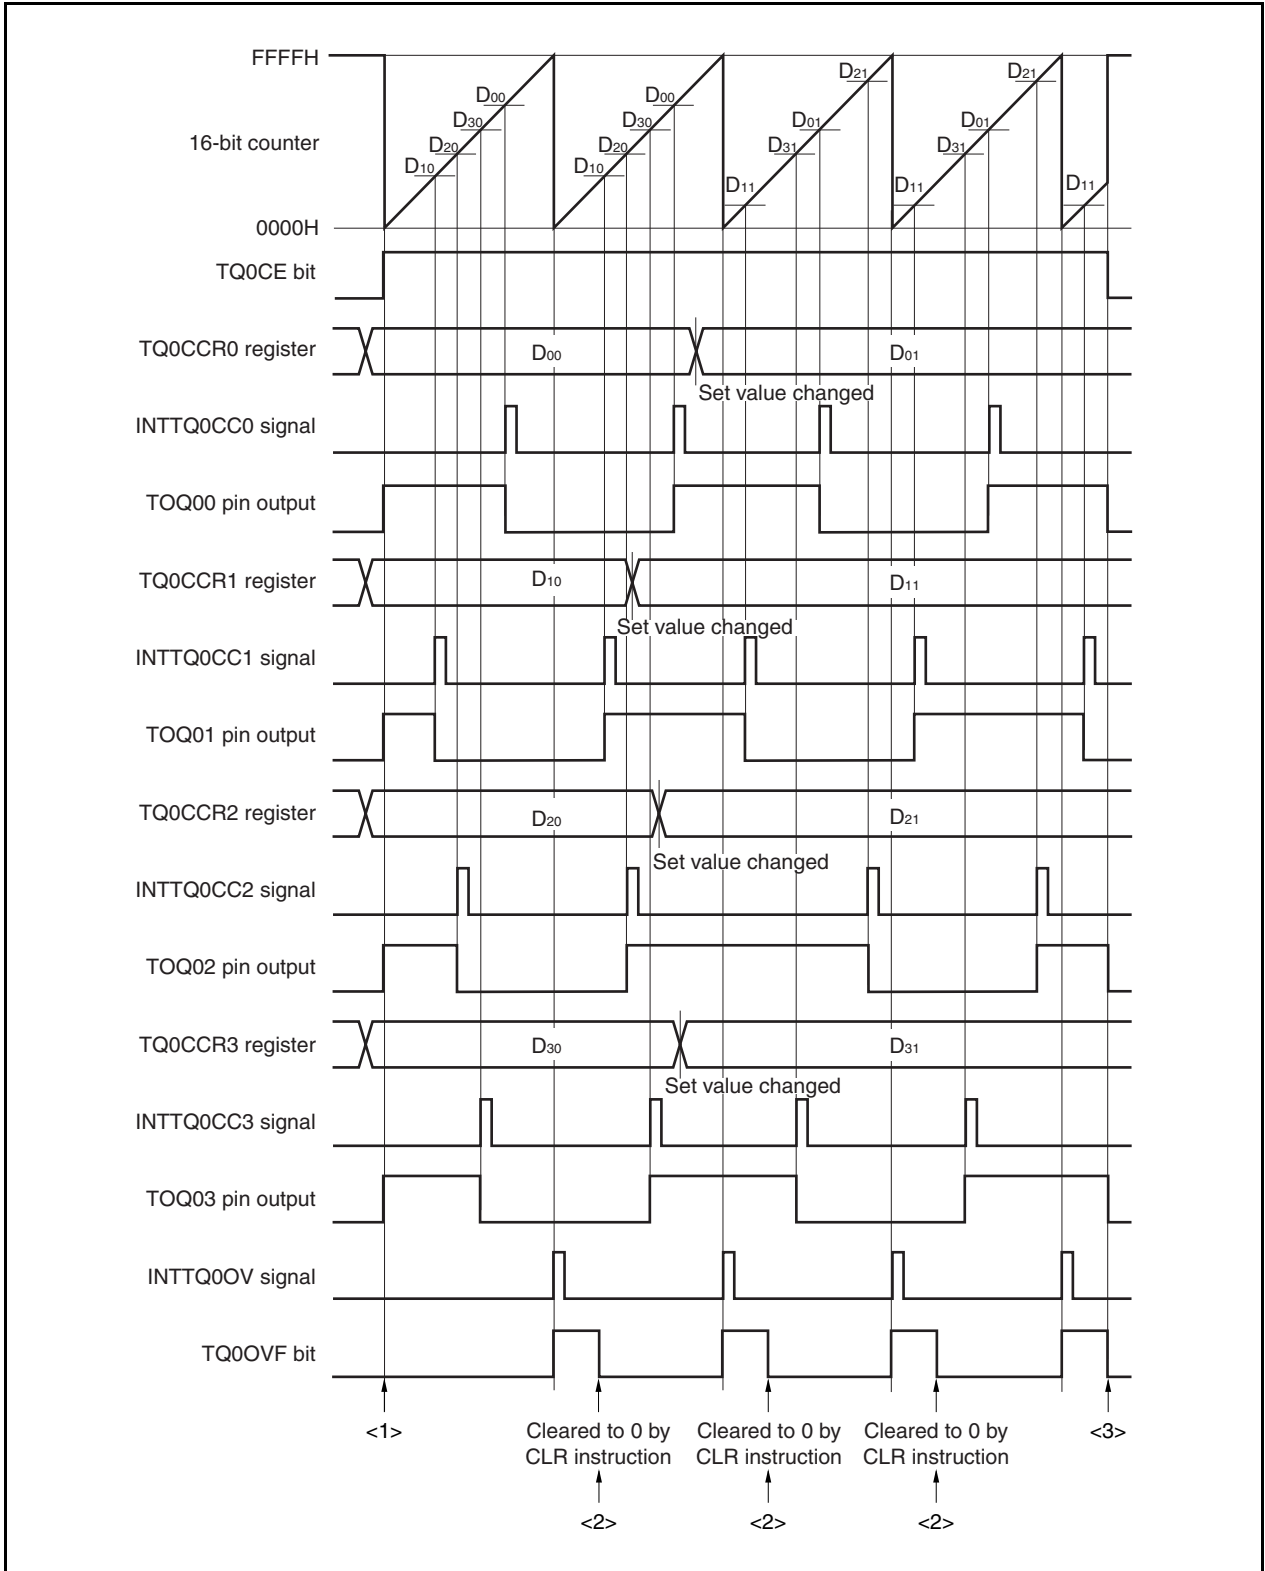 FFFFH
D21 D21
D00 D00
D30 D30 D01 D01
16-bit counter
D20 D20 D31 D31
D10 D10
D11 D11 D11
0000H
TQ0CE bit
TQ0CCR0 register
D00 D01
Set value changed
INTTQ0CC0 signal
TOQ00 pin output
TQ0CCR1 register
D10 D11
Set value changed
INTTQ0CC1 signal
TOQ01 pin output
TQ0CCR2 register
D20 D21
Set value changed
INTTQ0CC2 signal
TOQ02 pin output
TQ0CCR3 register
D30 D31
Set value changed
INTTQ0CC3 signal
TOQ03 pin output
INTTQ0OV signal
TQ0OVF bit
<1> Cleared to 0 by Cleared to 0 by Cleared to 0 by <3>
CLR instruction CLR instruction CLR instruction
<2> <2> <2>